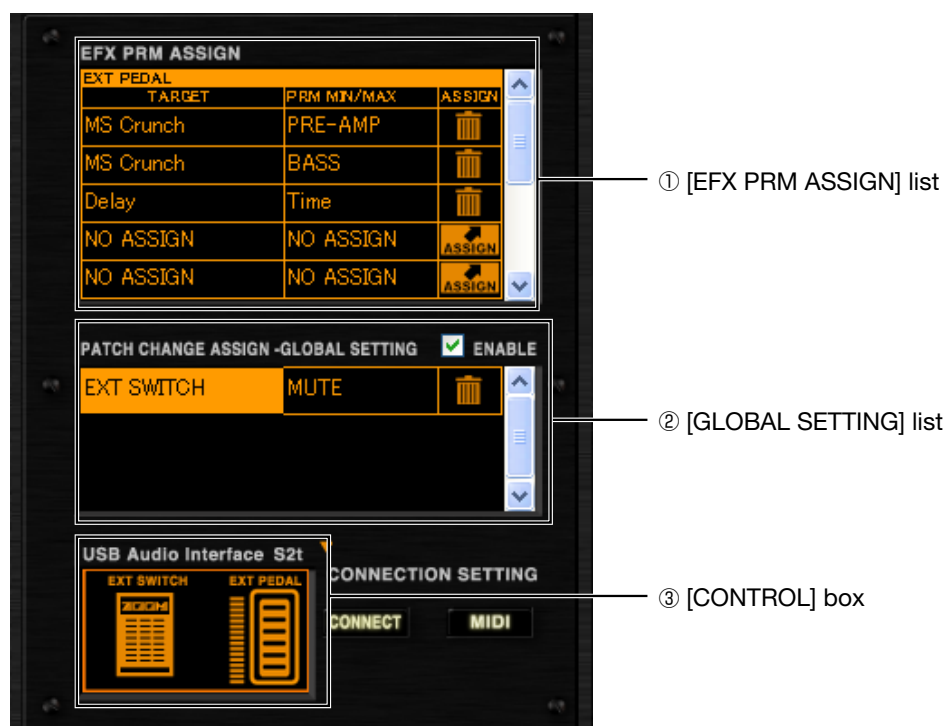 EFX PRM ASSIGN
EXT PEDAL
TARGET PRM MIN/MAX ASSIGN
MS Crunch PRE-AMP
MS Crunch BASS
Delay Time
NO ASSIGN NO ASSIGN ASSIGN
NO ASSIGN NO ASSIGN ASSIGN
① [EFX PRM ASSIGN] list
PATCH CHANGE ASSIGN -GLOBAL SETTING ENABLE
EXT SWITCH MUTE
② [GLOBAL SETTING] list
USB Audio Interface S2t
EXT SWITCH EXT PEDAL
ZOOM
CONNECTION SETTING
CONNECT MIDI
③ [CONTROL] box